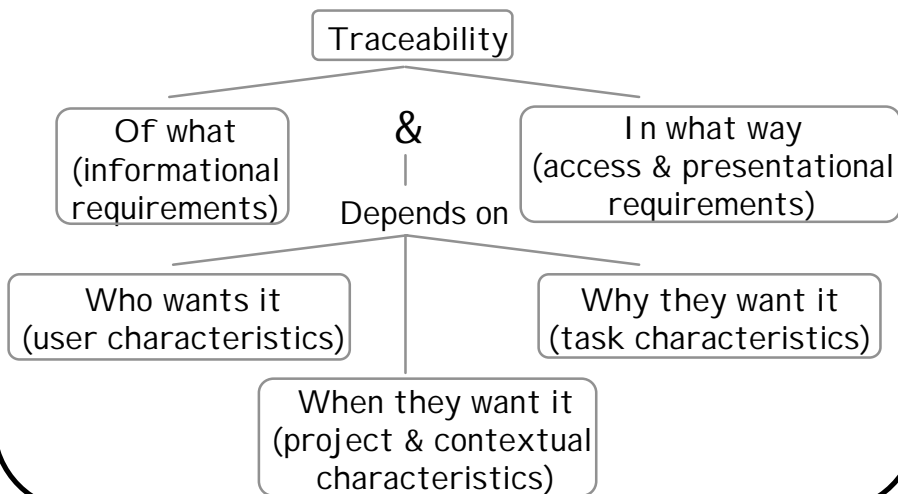 Traceability
Of what
(informational
requirements)
&
In what way
(access & presentational
requirements)
Depends on
Who wants it
(user characteristics)
Why they want it
(task characteristics)
When they want it
(project & contextual
characteristics)